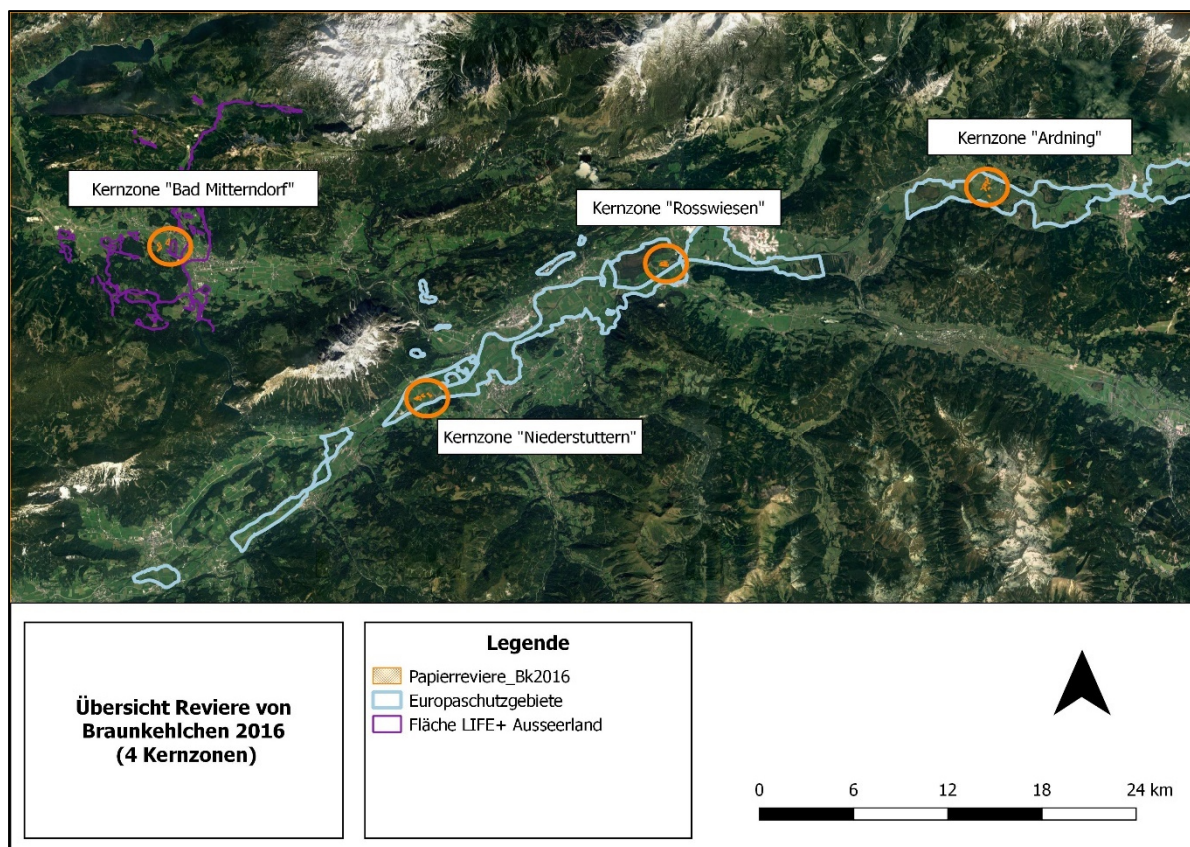 Kernzone "Ardning"
Kernzone "Bad Mitterndorf"
Kernzone "Rosswiesen"
Kernzone "Niederstuttern"
Übersicht Reviere von
Braunkehlchen 2016
(4 Kernzonen)
Legende
Papierreviere_Bk2016
Europaschutzgebiete
Fläche LIFE+ Ausseerland
0 6 12 18 24 km